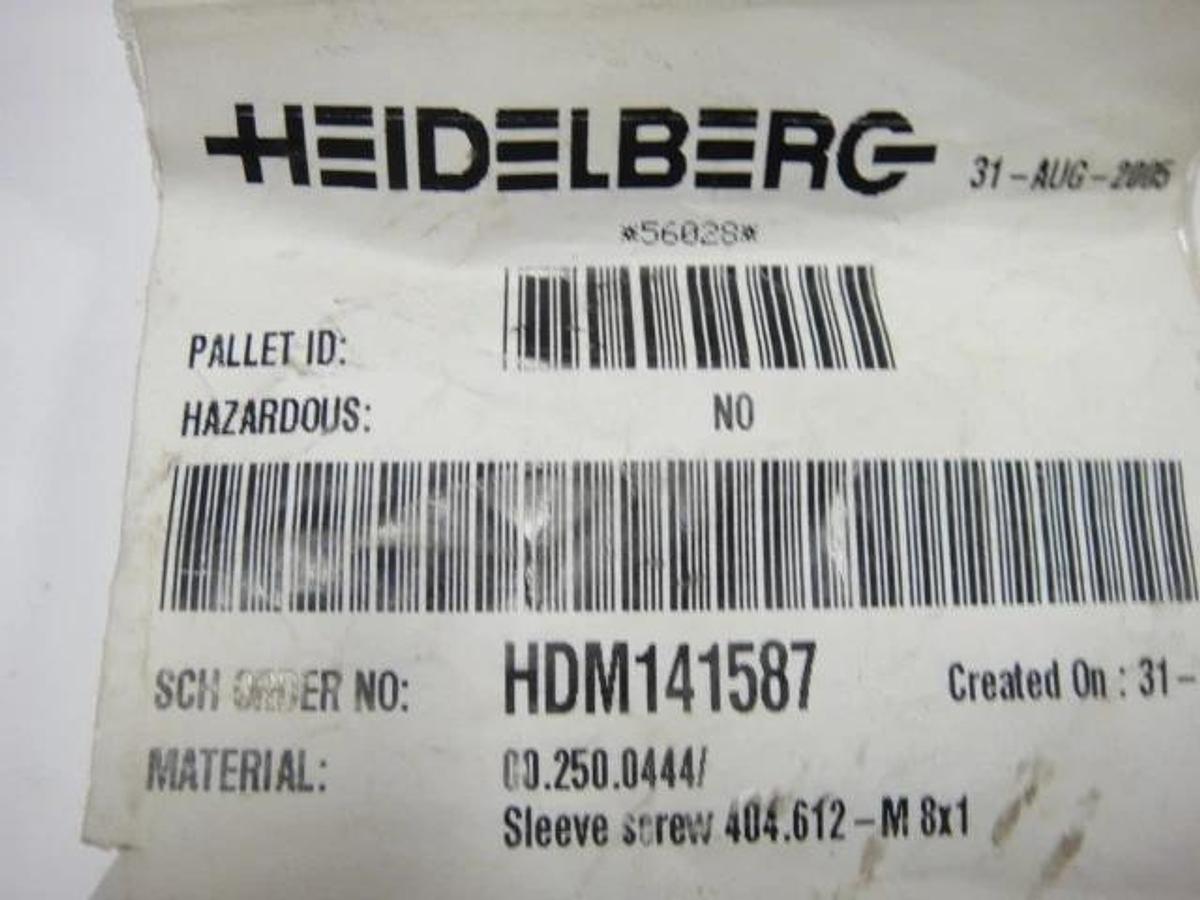 HEIDELBERG 31-AUG-2005
*56028*
PALLET ID:
HAZARDOUS: NO
SCH ORDER NO: HDM141587 Created On : 31-
MATERIAL: 00.250.0444/
Sleeve screw 404.612-M 8x1